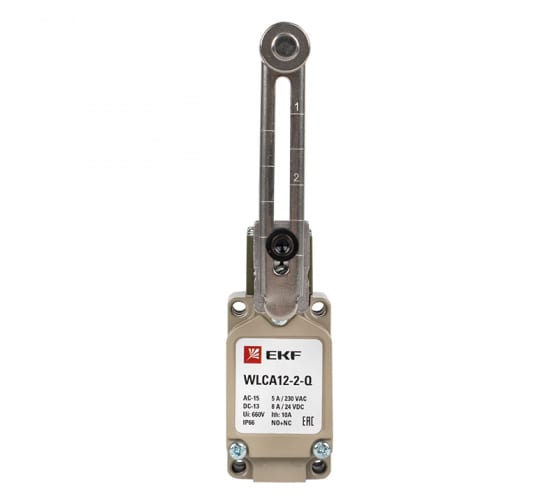 1
2
EKF
WLCA12-2-Q
AC-15 5 A / 230 VAC
DC-13 8 A / 24 VDC
Ui: 660V Ith: 10A
IP66 NO+NC EAC